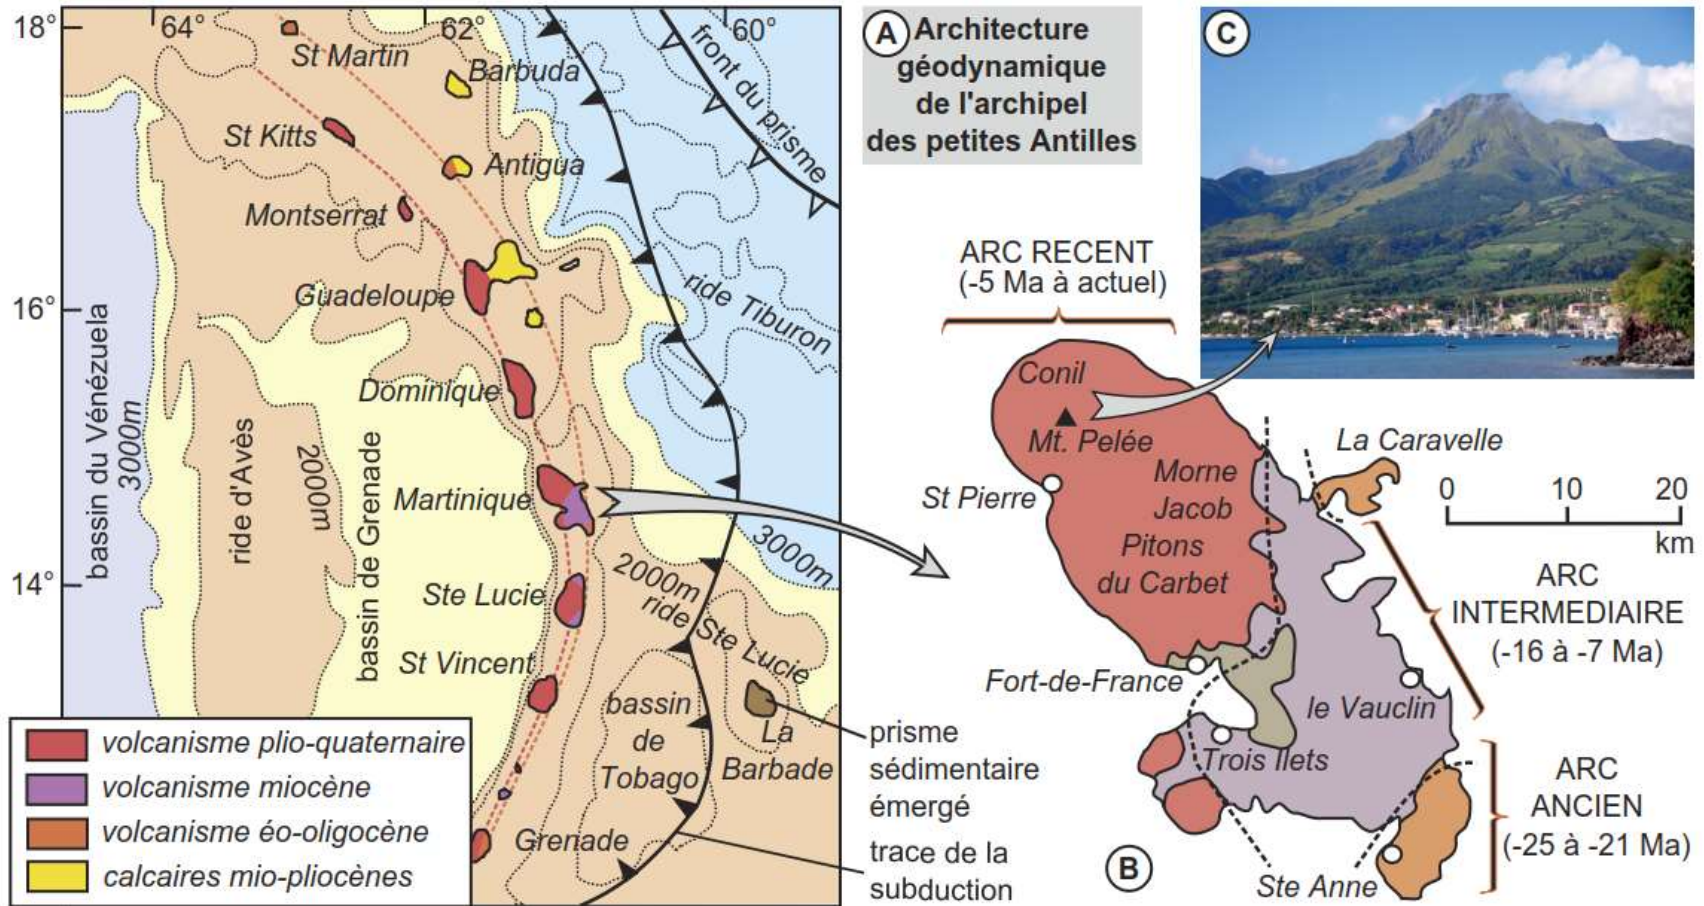 18°
64°
62°
60°
St Martin
Barbuda
front du prisme
St Kitts
Antigua
Montserrat
16°
Guadeloupe
ride Tiburon
Dominique
bassin du Vénézuela
3000m
ride d'Avès
2000m
bassin de Grenade
Martinique
3000m
14°
Ste Lucie
2000m
ride Ste Lucie
St Vincent
bassin
de
Tobago
La
Barbade
Grenade
volcanisme plio-quaternaire
volcanisme miocène
volcanisme éo-oligocène
calcaires mio-pliocènes
prisme
sédimentaire
émergé
trace de la
subduction
A
Architecture
géodynamique
de l'archipel
des petites Antilles
C
ARC RECENT
(-5 Ma à actuel)
Conil
Mt. Pelée
Morne
Jacob
Pitons
du Carbet
St Pierre
La Caravelle
0 10 20
km
ARC
INTERMEDIAIRE
(-16 à -7 Ma)
Fort-de-France
le Vauclin
Trois Ilets
ARC
ANCIEN
(-25 à -21 Ma)
Ste Anne
B